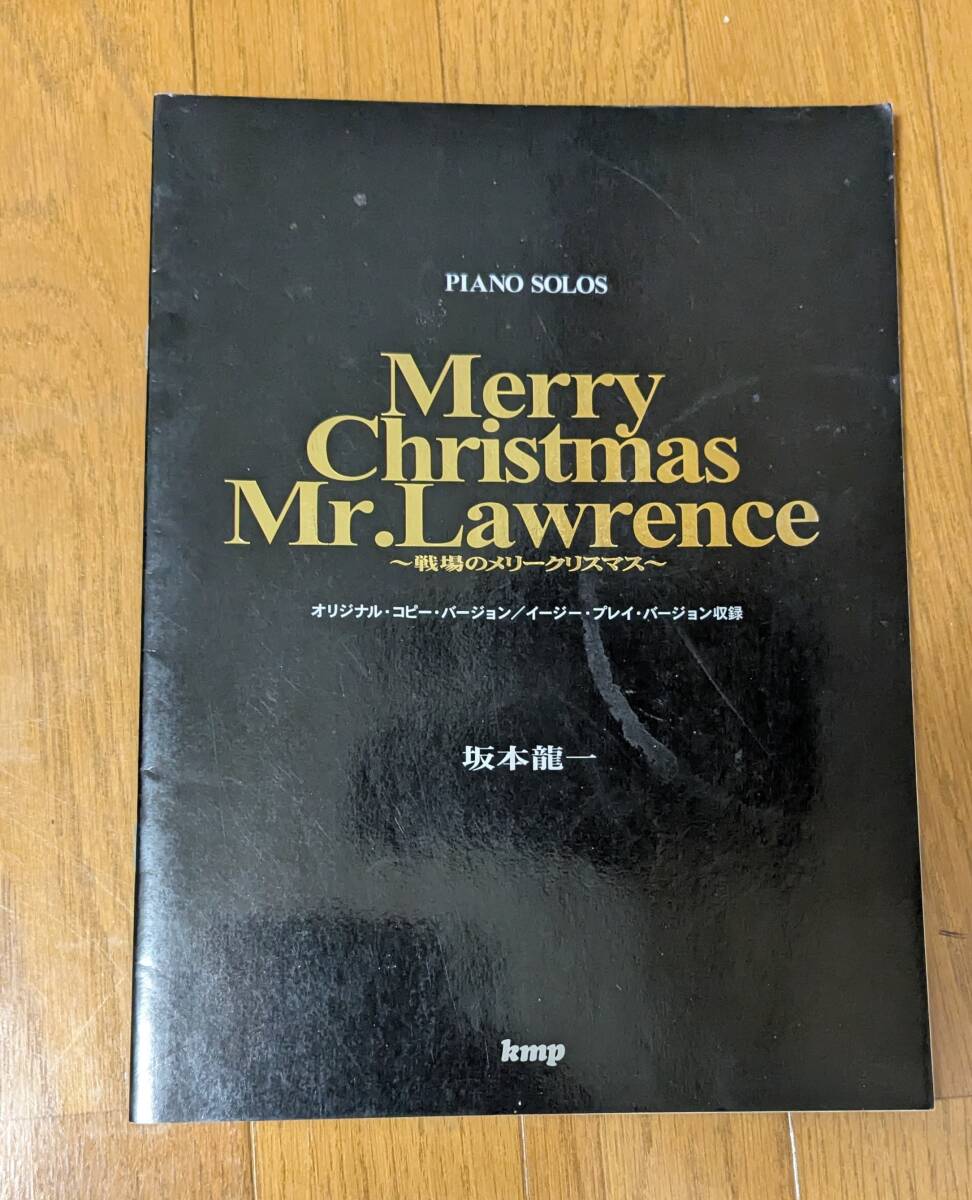 PIANO SOLOS
Merry
Christmas
Mr.Lawrence
～戦場のメリークリスマス～
オリジナル・コピー・バージョン/イージー・プレイ・バージョン収録
坂本龍一
kmp